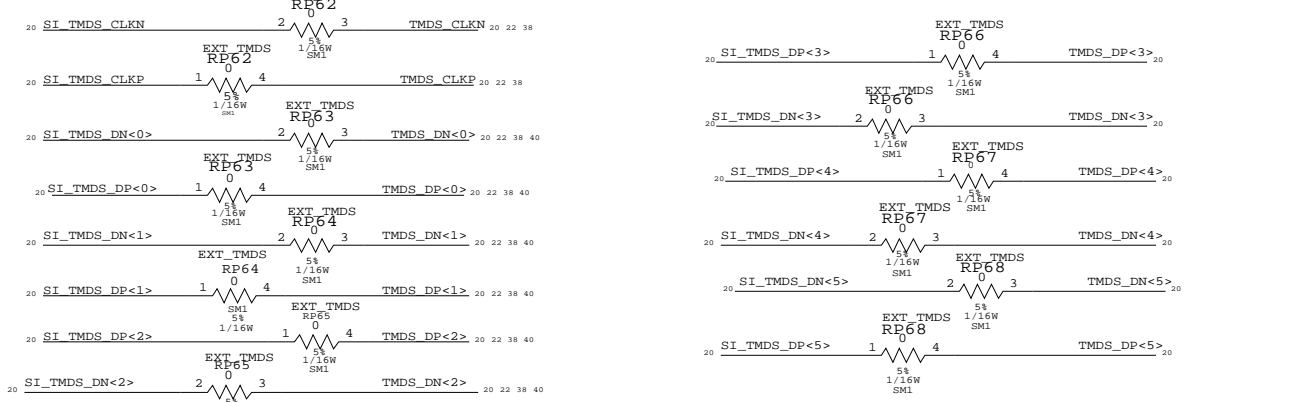 RP62
0
20 SI_TMDS_CLKN 2 3 TMDS_CLKN 20 22 38
5%
1/16W
SM1
EXT_TMDS
RP62
0
20 SI_TMDS_CLKP 1 4 TMDS_CLKP 20 22 38
5%
1/16W
SM1
EXT_TMDS
RP63
0
20 SI_TMDS_DN<0> 2 3 TMDS_DN<0> 20 22 38 40
5%
1/16W
SM1
EXT_TMDS
RP63
0
20 SI_TMDS_DP<0> 1 4 TMDS_DP<0> 20 22 38 40
5%
1/16W
SM1
EXT_TMDS
RP64
0
20 SI_TMDS_DN<1> 2 3 TMDS_DN<1> 20 22 38 40
5%
1/16W
SM1
EXT_TMDS
RP64
0
20 SI_TMDS_DP<1> 1 4 TMDS_DP<1> 20 22 38 40
SM1
5%
1/16W
EXT_TMDS
RP65
0
20 SI_TMDS_DP<2> 1 4 TMDS_DP<2> 20 22 38 40
5%
1/16W
SM1
EXT_TMDS
RP65
0
20 SI_TMDS_DN<2> 2 3 TMDS_DN<2> 20 22 38 40
5%
EXT_TMDS
RP66
0
20 SI_TMDS_DP<3> 1 4 TMDS_DP<3> 20
5%
1/16W
SM1
EXT_TMDS
RP66
0
20 SI_TMDS_DN<3> 2 3 TMDS_DN<3> 20
5%
1/16W
SM1
EXT_TMDS
RP67
0
20 SI_TMDS_DP<4> 1 4 TMDS_DP<4> 20
5%
1/16W
SM1
EXT_TMDS
RP67
0
20 SI_TMDS_DN<4> 2 3 TMDS_DN<4> 20
5%
1/16W
SM1
EXT_TMDS
RP68
0
20 SI_TMDS_DN<5> 2 3 TMDS_DN<5> 20
5%
1/16W
SM1
EXT_TMDS
RP68
0
20 SI_TMDS_DP<5> 1 4 TMDS_DP<5> 20
5%
1/16W
SM1